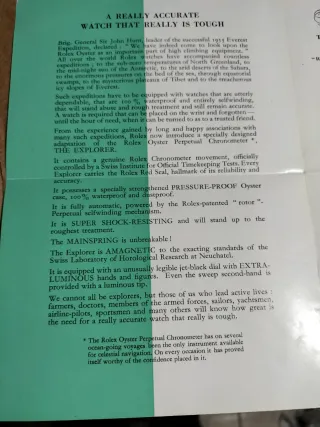 A REALLY ACCURATE
WATCH THAT REALLY IS TOUGH
Brig. General Sir John Hunt, leader of the successful 1953 Everest
Expedition, declared: "We have indeed come to look upon the
Rolex Oyster as an important part of high climbing equipment."
All over the world Rolex watches have accompanied countless
expeditions: to the sub-zero temperatures of North Greenland, to
the mid-night sun of the Antarctic, to the arid deserts of the Sahara,
to the enormous pressures on the bed of the sea, through equatorial
swamps, to the mysterious plateaux of Tibet and to the treacherous
icy slopes of Everest.
Such expeditions have to be equipped with watches that are utterly
dependable, that are 100 % waterproof and entirely selfwinding,
that will stand abuse and rough treatment and still remain accurate.
A watch is required that can be placed on the wrist and forgotten —
until the hour of need, when it can be turned to as to a trusted friend.
From the experience gained by long and happy associations with
many such expeditions, Rolex now introduce a specially designed
adaptation of the Rolex Oyster Perpetual Chronometer *,
THE EXPLORER.
It contains a genuine Rolex Chronometer movement, officially
controlled by a Swiss Institute for Official Timekeeping Tests. Every
Explorer carries the Rolex Red Seal, hallmark of its reliability and
accuracy.
It possesses a specially strengthened PRESSURE-PROOF Oyster
case, 100 % waterproof and dustproof.
It is fully automatic, powered by the Rolex-patented "rotor"-
Perpetual selfwinding mechanism.
It is SUPER SHOCK-RESISTING and will stand up to the
roughest treatment.
The MAINSPRING is unbreakable!
The Explorer is AMAGNETIC to the exacting standards of the
Swiss Laboratory of Horological Research at Neuchatel.
It is equipped with an unusually legible jet-black dial with EXTRA-
LUMINOUS hands and figures. Even the sweep second-hand is
provided with a luminous tip.
We cannot all be explorers, but those of us who lead active lives:
farmers, doctors, members of the armed forces, sailors, yachtsmen,
airline-pilots, sportsmen and many others will know how great is
the need for a really accurate watch that really is tough.
* The Rolex Oyster Perpetual Chronometer has on several
ocean-going voyages been the only instrument available
for celestial navigation. On every occasion it has proved
itself worthy of the confidence placed in it.